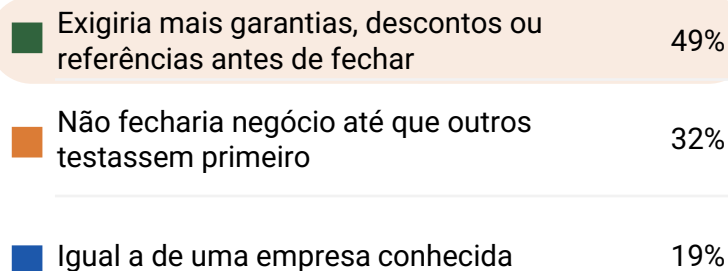 Exigiria mais garantias, descontos ou
referências antes de fechar
49%
Não fecharia negócio até que outros
testassem primeiro
32%
Igual a de uma empresa conhecida
19%